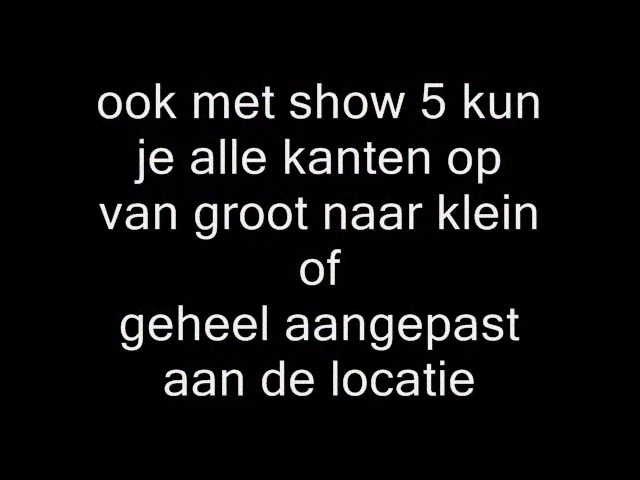 ook met show 5 kun
je alle kanten op
van groot naar klein
of
geheel aangepast
aan de locatie